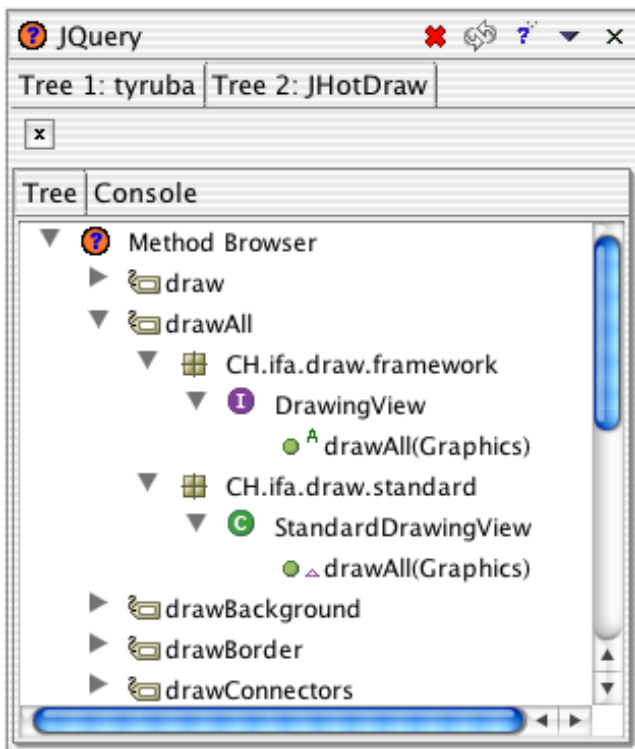 JQuery
Tree 1: tyruba Tree 2: JHotDraw
x
Tree Console
Method Browser
draw
drawAll
CH.ifa.draw.framework
I DrawingView
A drawAll(Graphics)
CH.ifa.draw.standard
C StandardDrawingView
drawAll(Graphics)
drawBackground
drawBorder
drawConnectors